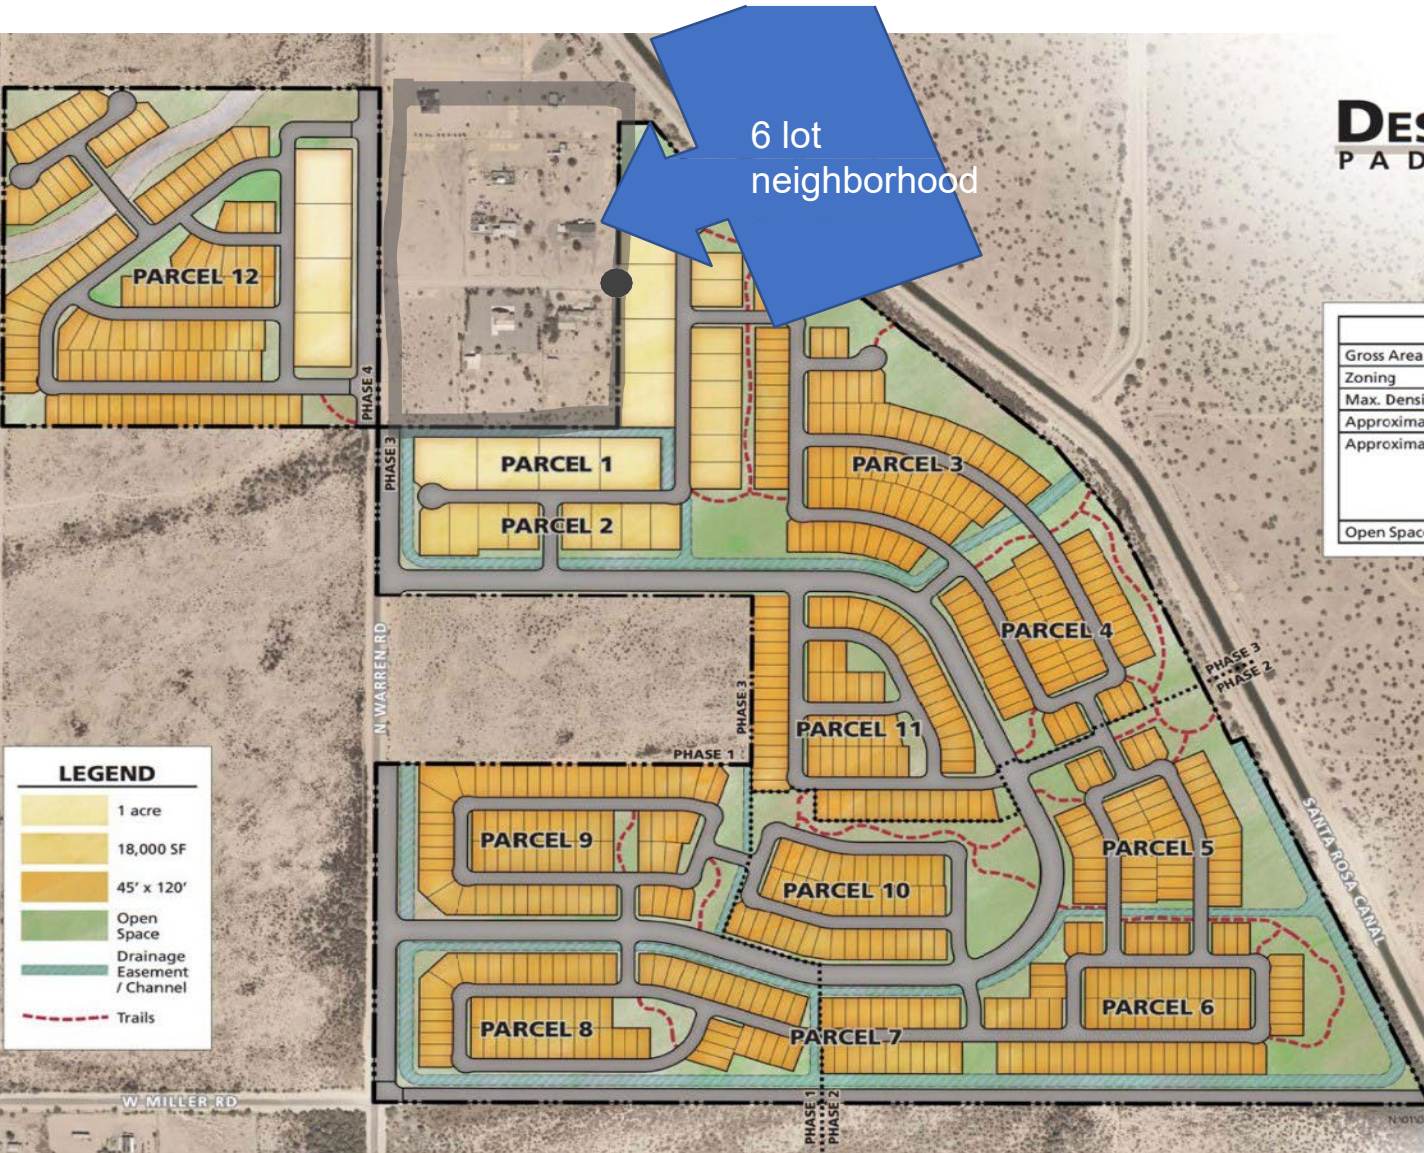 6 lot
neighborhood
DES
PAD
Gross Area
Zoning
Max. Densi
Approxima
Approxima
Open Space
PARCEL 12
PHASE 4
PHASE 3
PARCEL 1
PARCEL 2
PARCEL 3
PARCEL 4
PHASE 3
PHASE 2
N WARREN RD
PHASE 3
PHASE 1
PARCEL 11
PARCEL 9
PARCEL 10
PARCEL 5
SANTA ROSA CANAL
PARCEL 8
PARCEL 7
PARCEL 6
W MILLER RD
PHASE 1
PHASE 2
LEGEND
1 acre
18,000 SF
45' x 120'
Open
Space
Drainage
Easement
/ Channel
Trails